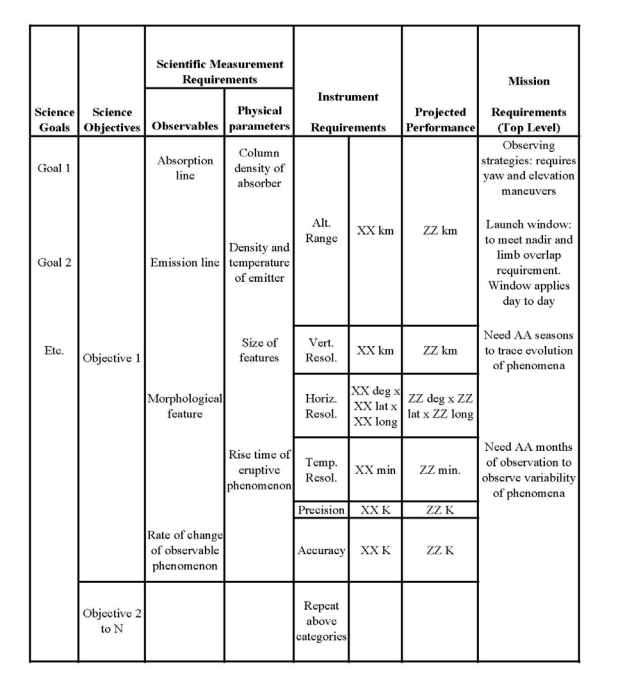 Scientific Measurement
Requirements
Mission
Instrument
Science
Science
Physical
Projected
Requirements
Goals
Objectives
Observables
parameters
Requirements
Performance
(Top Level)
Goal 1
Absorption
line
Column
density of
absorber
Observing
strategies: requires
yaw and elevation
maneuvers
Alt.
Range
XX km
ZZ km
Launch window:
to meet nadir and
limb overlap
requirement.
Window applies
day to day
Goal 2
Emission line
Density and
temperature
of emitter
Etc.
Objective 1
Size of
features
Vert.
Resol.
XX km
ZZ km
Need AA seasons
to trace evolution
of phenomena
Morphological
feature
Horiz.
Resol.
XX deg x
XX lat x
XX long
ZZ deg x ZZ
lat x ZZ long
Rise time of
eruptive
phenomenon
Temp.
Resol.
XX min
ZZ min.
Need AA months
of observation to
observe variability
of phenomena
Precision
XX K
ZZ K
Rate of change
of observable
phenomenon
Accuracy
XX K
ZZ K
Objective 2
to N
Repeat
above
categories